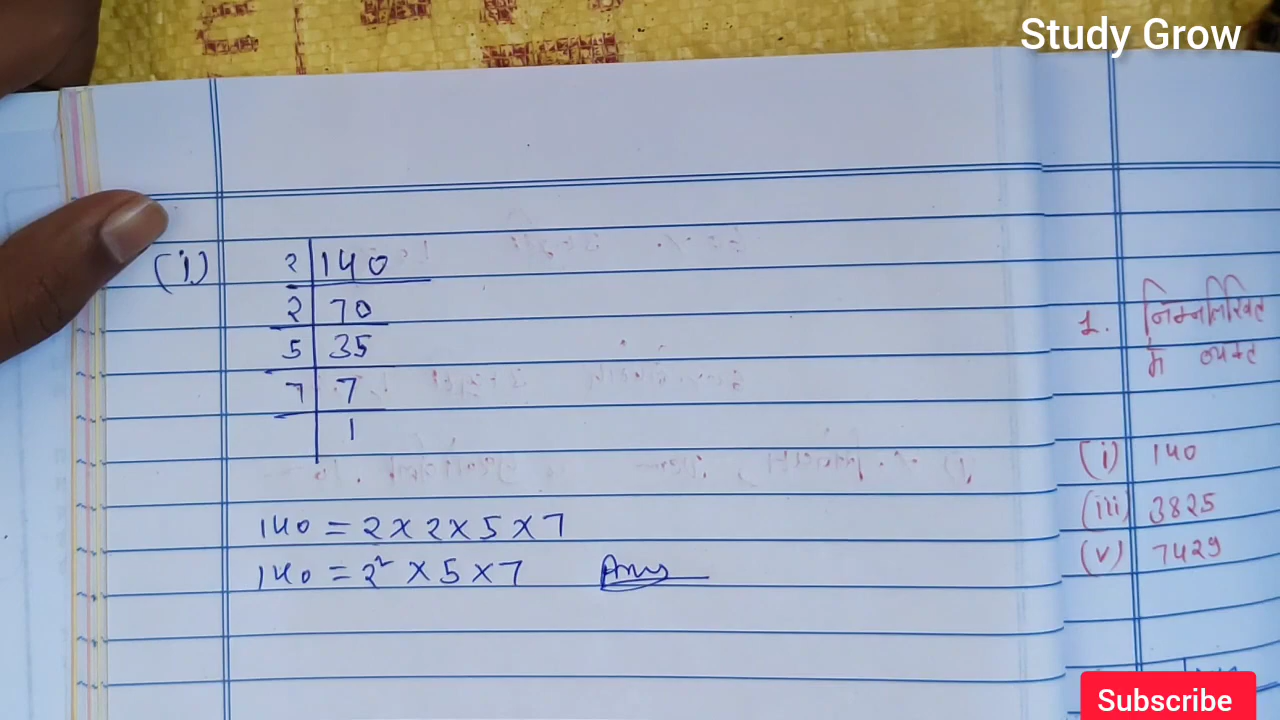 Study Grow
(i) 2 | 140
2 | 70
5 | 35
7 | 7
1
140 = 2 × 2 × 5 × 7
140 = 2² × 5 × 7 Ans
1. निम्नलिखित
में व्यक्त
(i) 140
(iii) 3825
(v) 7429
Subscribe